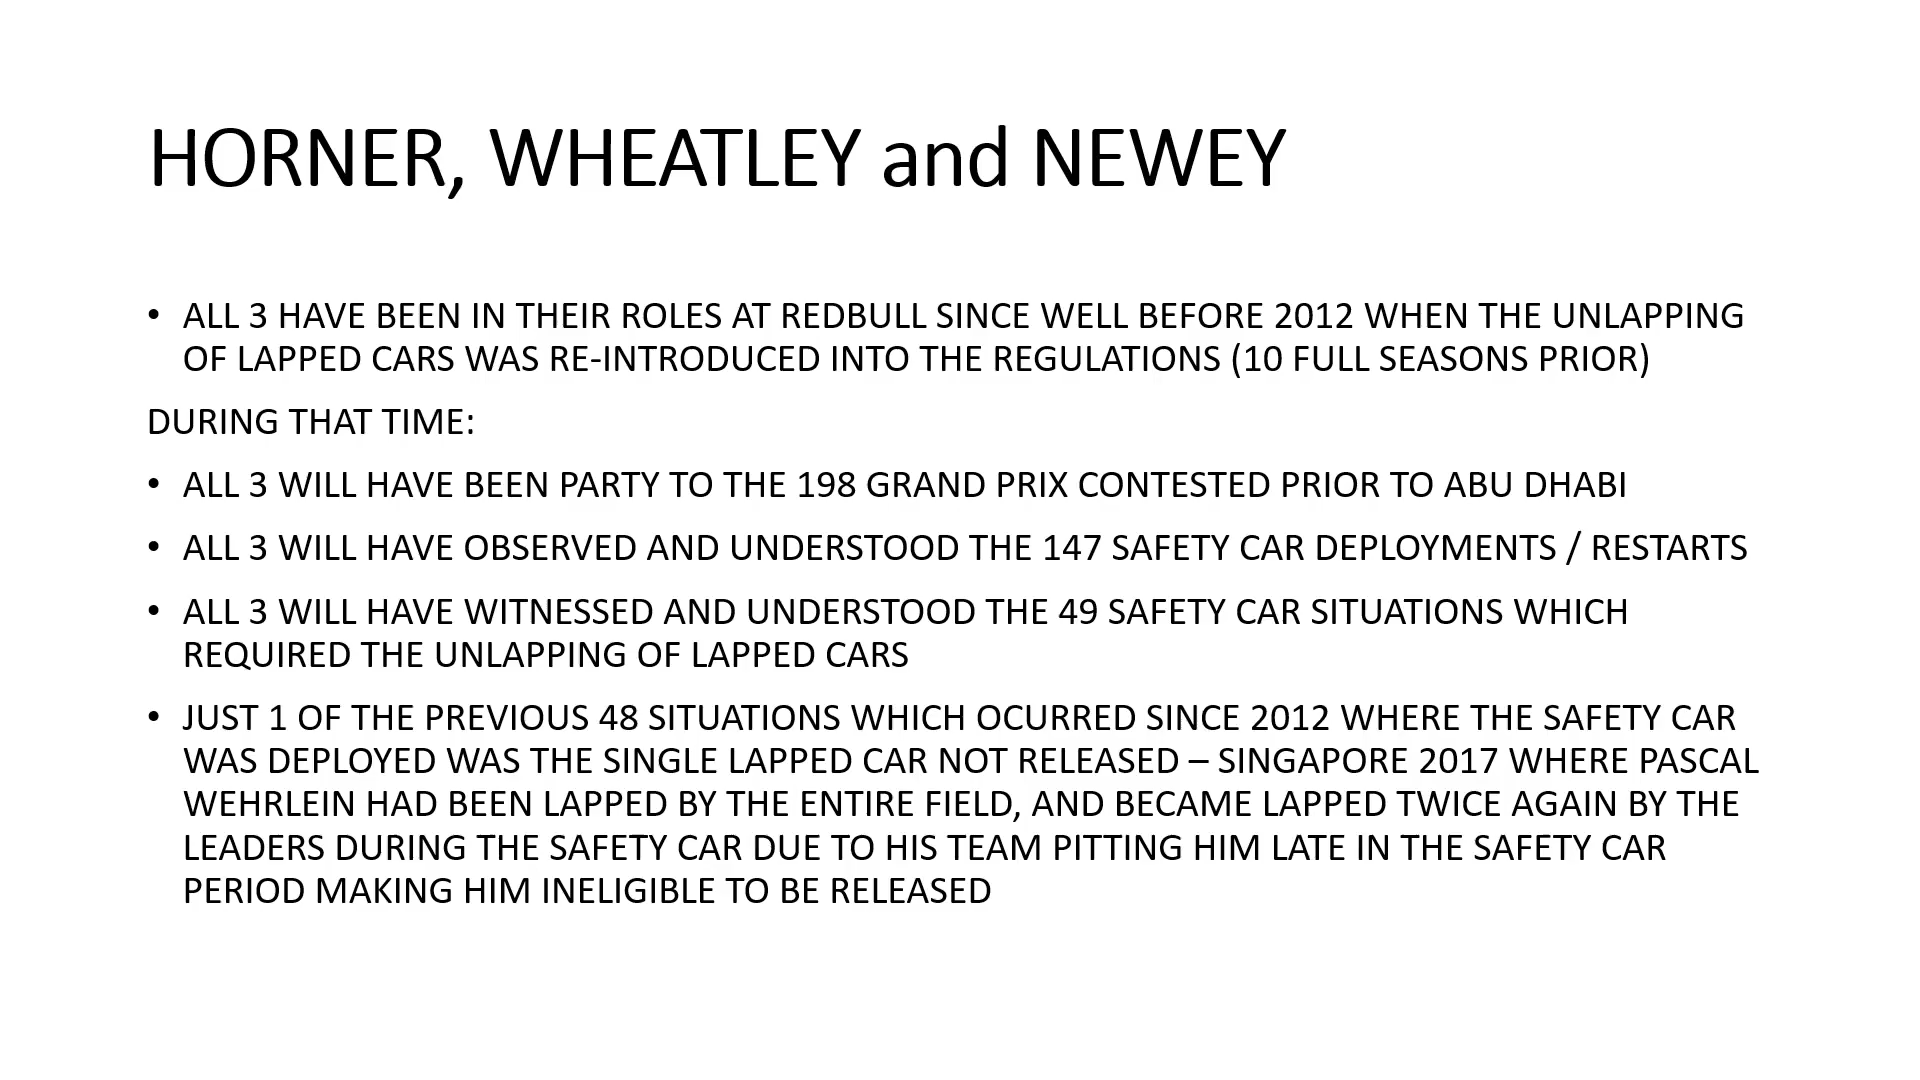 HORNER, WHEATLEY and NEWEY
• ALL 3 HAVE BEEN IN THEIR ROLES AT REDBULL SINCE WELL BEFORE 2012 WHEN THE UNLAPPING
OF LAPPED CARS WAS RE-INTRODUCED INTO THE REGULATIONS (10 FULL SEASONS PRIOR)
DURING THAT TIME:
• ALL 3 WILL HAVE BEEN PARTY TO THE 198 GRAND PRIX CONTESTED PRIOR TO ABU DHABI
• ALL 3 WILL HAVE OBSERVED AND UNDERSTOOD THE 147 SAFETY CAR DEPLOYMENTS / RESTARTS
• ALL 3 WILL HAVE WITNESSED AND UNDERSTOOD THE 49 SAFETY CAR SITUATIONS WHICH
REQUIRED THE UNLAPPING OF LAPPED CARS
• JUST 1 OF THE PREVIOUS 48 SITUATIONS WHICH OCURRED SINCE 2012 WHERE THE SAFETY CAR
WAS DEPLOYED WAS THE SINGLE LAPPED CAR NOT RELEASED – SINGAPORE 2017 WHERE PASCAL
WEHRLEIN HAD BEEN LAPPED BY THE ENTIRE FIELD, AND BECAME LAPPED TWICE AGAIN BY THE
LEADERS DURING THE SAFETY CAR DUE TO HIS TEAM PITTING HIM LATE IN THE SAFETY CAR
PERIOD MAKING HIM INELIGIBLE TO BE RELEASED